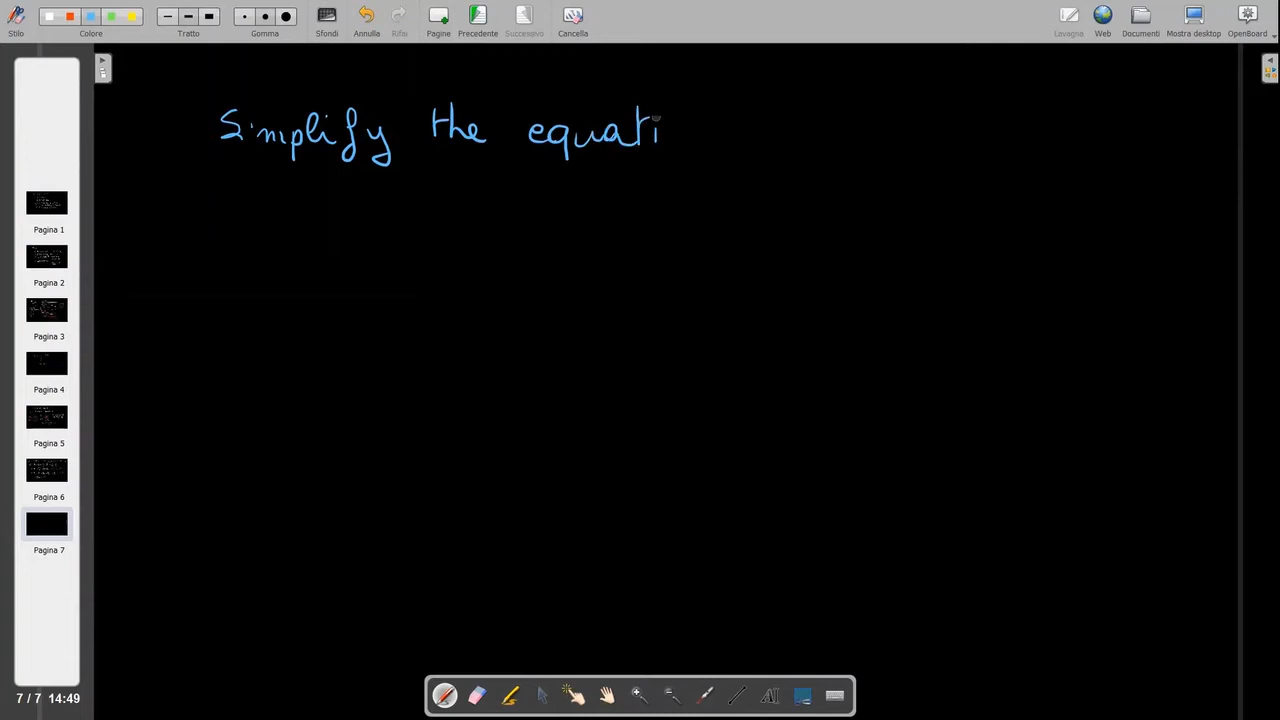 Stilo Colore Tratto Gomma Sfondi Annulla Rifai Pagine Precedente Successivo Cancella Lavagna Web Documenti Mostra desktop OpenBoard
Simplify the equati
Pagina 1
Pagina 2
Pagina 3
Pagina 4
Pagina 5
Pagina 6
Pagina 7
7 / 7 14:49
AI